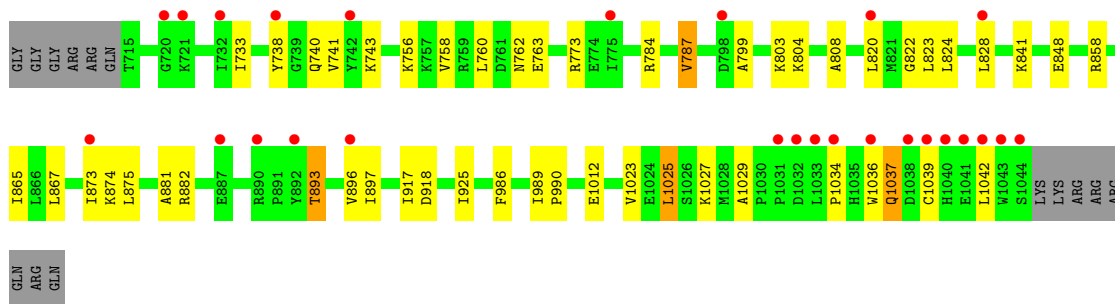 GLY GLY GLY ARG ARG GLN T715 G720 K721 I732 I733 Y738 G739 Q740 V741 Y742 K743 K756 K757 V758 R759 L760 D761 N762 E763 R773 E774 I775 R784 V787 D798 A799 K803 K804 A808 L820 M821 G822 L823 L824 L828 K841 E848 R858
I865 L866 L867 I873 K874 L875 A881 R882 E887 R890 P891 Y892 T893 V896 I897 I917 D918 I925 F986 I989 P990 E1012 V1023 E1024 L1025 S1026 K1027 M1028 A1029 P1030 P1031 D1032 L1033 P1034 H1035 W1036 Q1037 D1038 C1039 H1040 E1041 L1042 W1043 S1044 LYS LYS ARG ARG ARG
GLN ARG GLN